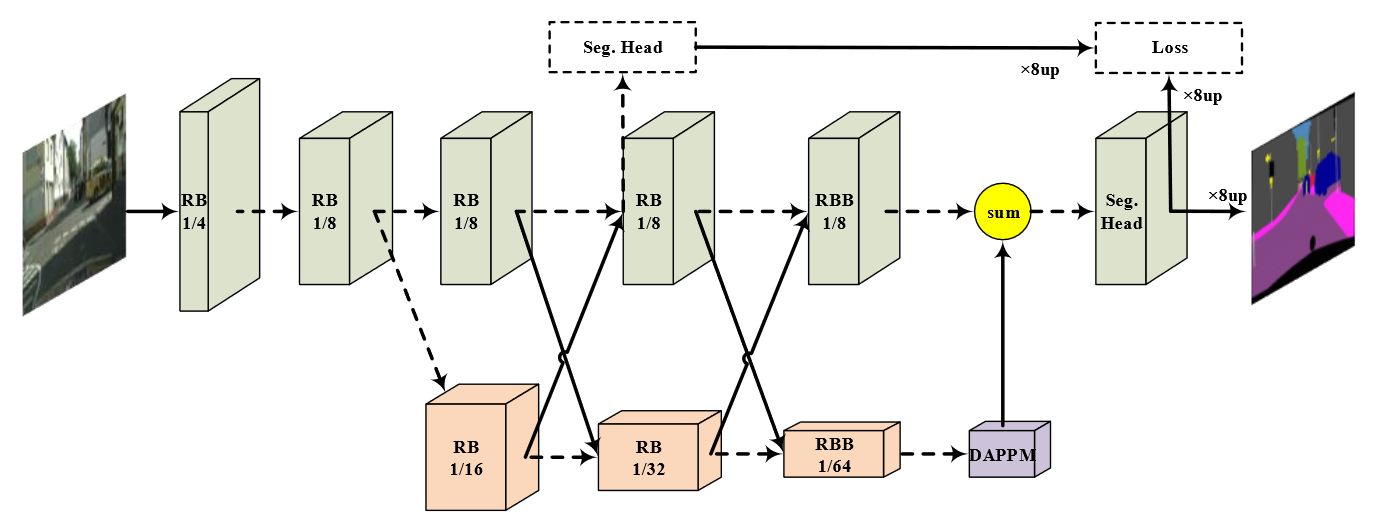 Seg. Head
Loss
×8up
×8up
RB
1/4
RB
1/8
RB
1/8
RB
1/8
RBB
1/8
sum
Seg.
Head
×8up
RB
1/16
RB
1/32
RBB
1/64
DAPPM